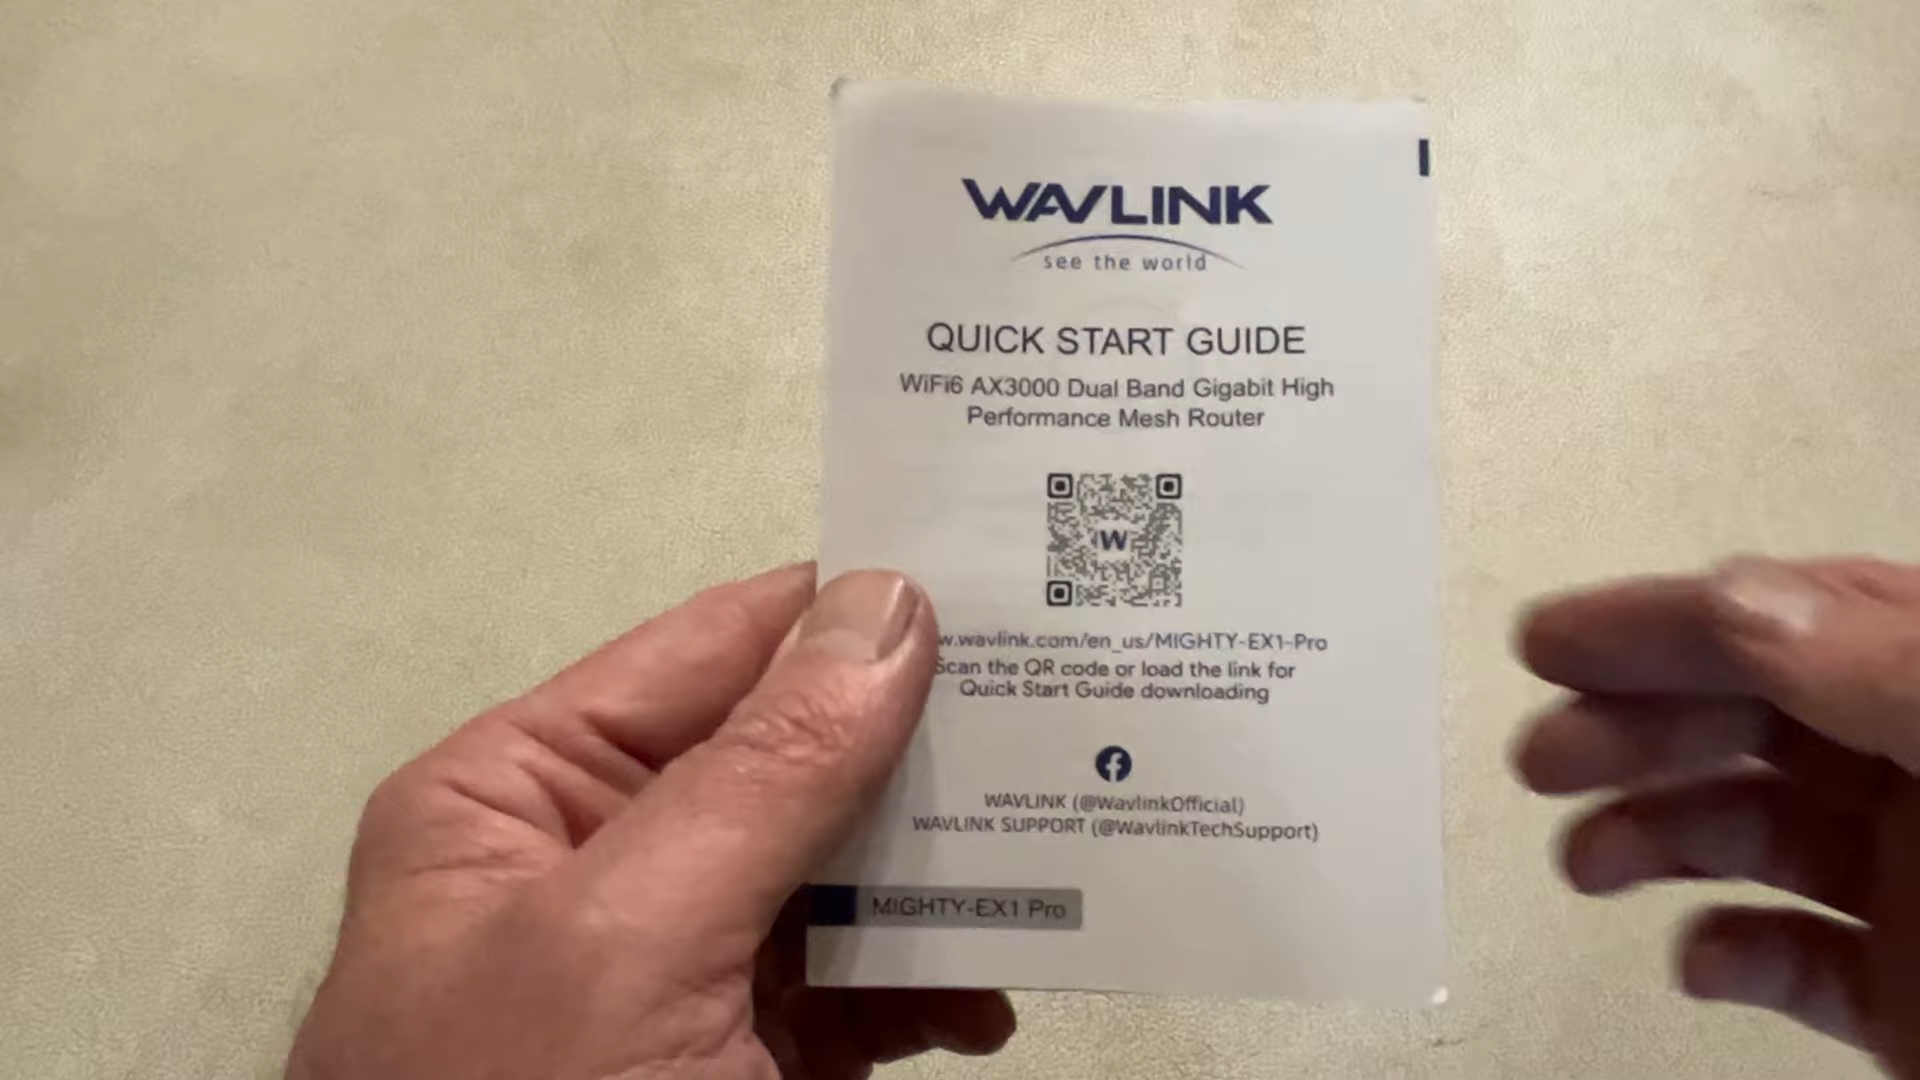 WAVLINK
see the world
QUICK START GUIDE
WiFi6 AX3000 Dual Band Gigabit High
Performance Mesh Router
W
w.wavlink.com/en_us/MIGHTY-EX1-Pro
Scan the QR code or load the link for
Quick Start Guide downloading
WAVLINK (@WavlinkOfficial)
WAVLINK SUPPORT (@WavlinkTechSupport)
MIGHTY-EX1 Pro